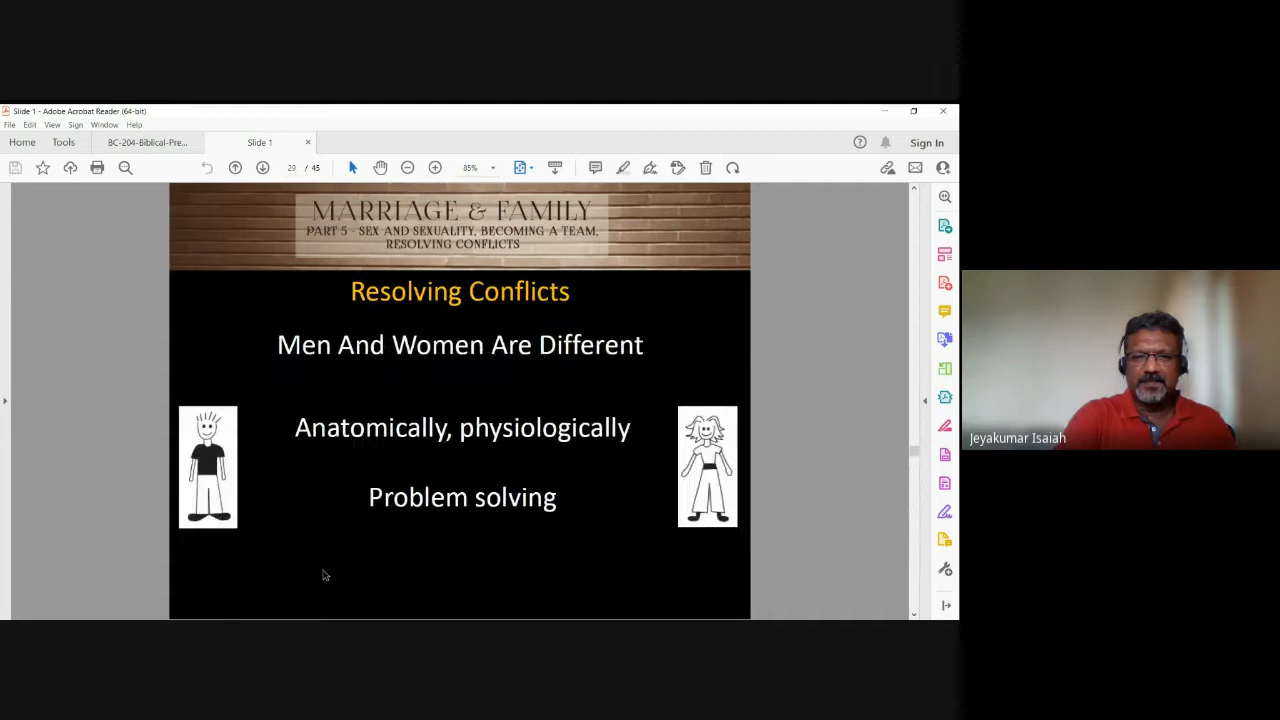 Slide 1 - Adobe Acrobat Reader (64-bit)
File Edit View Sign Window Help
Home Tools BC-204-Biblical-Pre... Slide 1 × Sign In
29 / 45 85%
MARRIAGE & FAMILY
PART 5 - SEX AND SEXUALITY, BECOMING A TEAM,
RESOLVING CONFLICTS
Resolving Conflicts
Men And Women Are Different
Anatomically, physiologically
Problem solving
Jeyakumar Isaiah